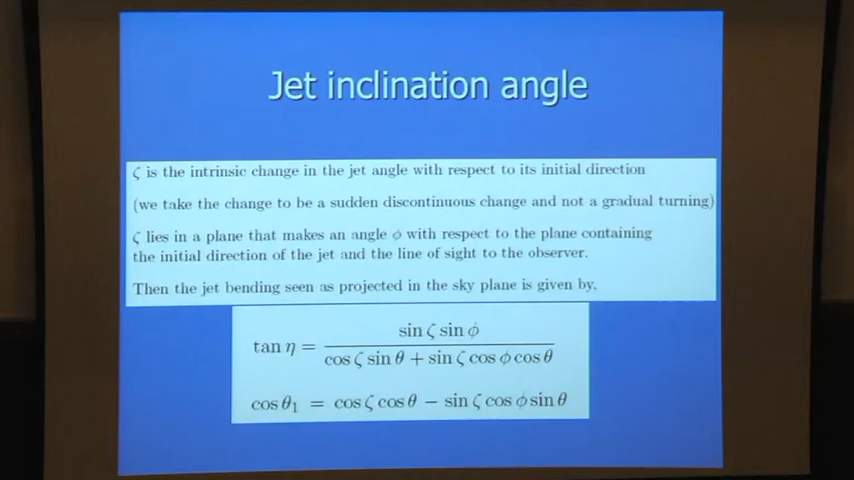 Jet inclination angle
ζ is the intrinsic change in the jet angle with respect to its initial direction
(we take the change to be a sudden discontinuous change and not a gradual turning)
ζ lies in a plane that makes an angle ϕ with respect to the plane containing
the initial direction of the jet and the line of sight to the observer.
Then the jet bending seen as projected in the sky plane is given by.
tan η = sin ζ sin ϕ / cos ζ sin θ + sin ζ cos ϕ cos θ
cos θ₁ = cos ζ cos θ − sin ζ cos ϕ sin θ